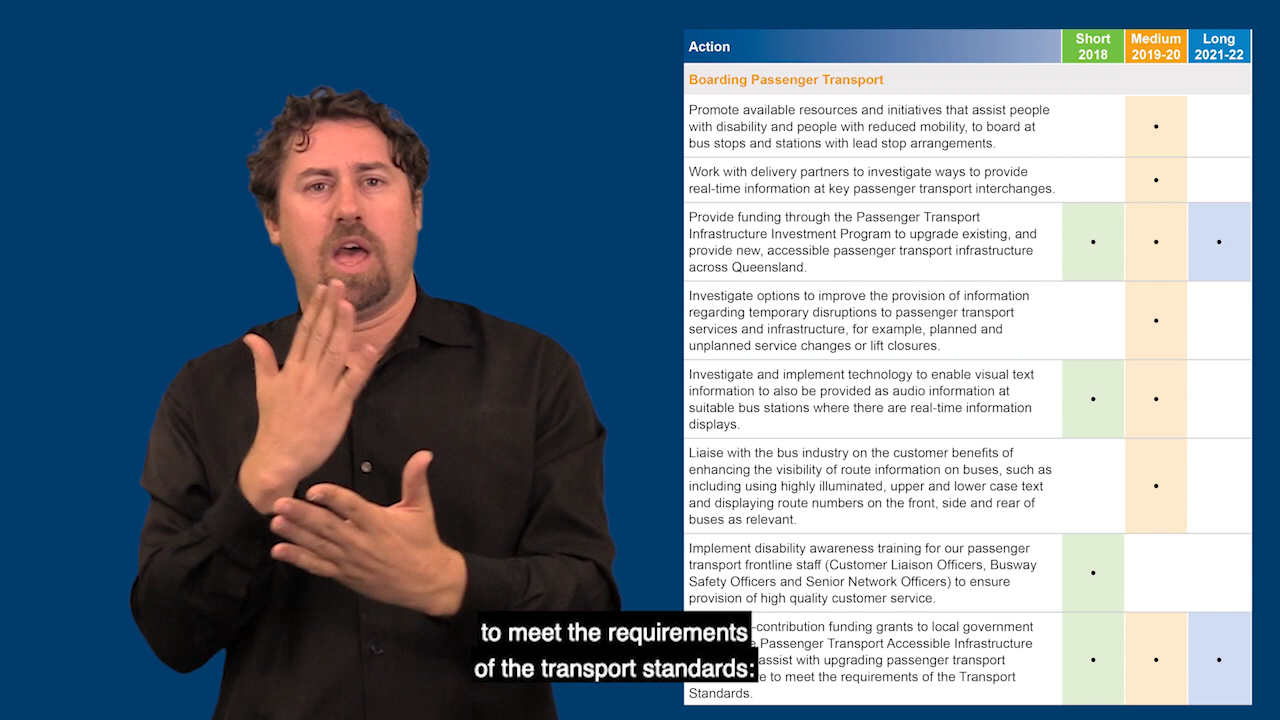 Action
Short
2018
Medium
2019-20
Long
2021-22
Boarding Passenger Transport
Promote available resources and initiatives that assist people
with disability and people with reduced mobility, to board at
bus stops and stations with lead stop arrangements.
Work with delivery partners to investigate ways to provide
real-time information at key passenger transport interchanges.
Provide funding through the Passenger Transport
Infrastructure Investment Program to upgrade existing, and
provide new, accessible passenger transport infrastructure
across Queensland.
Investigate options to improve the provision of information
regarding temporary disruptions to passenger transport
services and infrastructure, for example, planned and
unplanned service changes or lift closures.
Investigate and implement technology to enable visual text
information to also be provided as audio information at
suitable bus stations where there are real-time information
displays.
Liaise with the bus industry on the customer benefits of
enhancing the visibility of route information on buses, such as
including using highly illuminated, upper and lower case text
and displaying route numbers on the front, side and rear of
buses as relevant.
Implement disability awareness training for our passenger
transport frontline staff (Customer Liaison Officers, Busway
Safety Officers and Senior Network Officers) to ensure
provision of high quality customer service.
-contribution funding grants to local government
Passenger Transport Accessible Infrastructure
assist with upgrading passenger transport
to meet the requirements of the Transport
Standards.
to meet the requirements
of the transport standards: